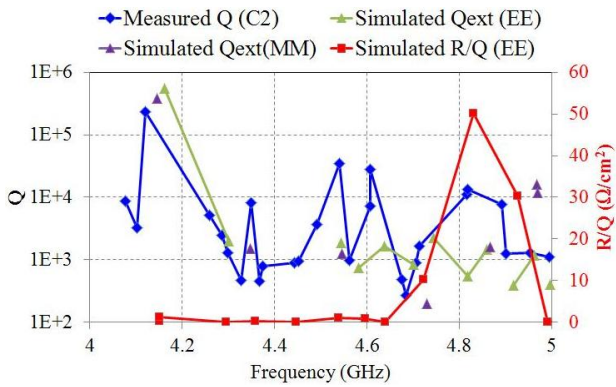 Measured Q (C2) Simulated Qext (EE)
Simulated Qext(MM) Simulated R/Q (EE)
1E+6 60
50
1E+5
40
1E+4 30
20
1E+3
10
1E+2 0
Q
R/Q (Ω/cm²)
4 4.2 4.4 4.6 4.8 5
Frequency (GHz)